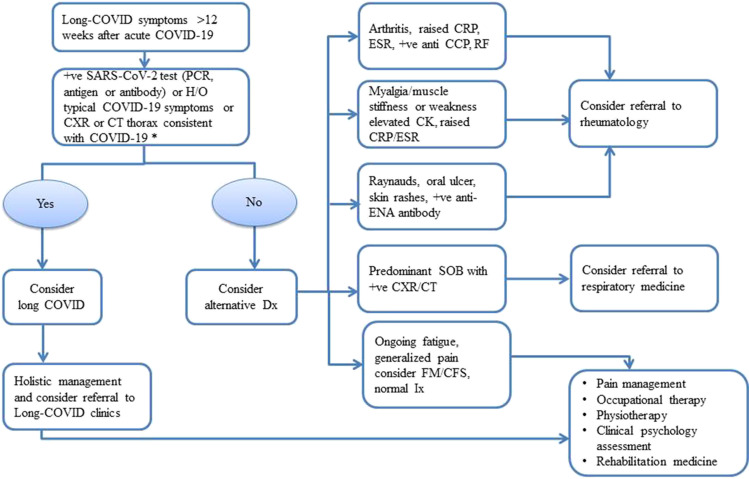 Long-COVID symptoms >12
weeks after acute COVID-19
+ve SARS-CoV-2 test (PCR,
antigen or antibody) or H/O
typical COVID-19 symptoms or
CXR or CT thorax consistent
with COVID-19 *
Yes
No
Consider
long COVID
Consider
alternative Dx
Holistic management
and consider referral to
Long-COVID clinics
Arthritis, raised CRP,
ESR, +ve anti CCP, RF
Myalgia/muscle
stiffness or weakness
elevated CK, raised
CRP/ESR
Raynauds, oral ulcer,
skin rashes, +ve anti-
ENA antibody
Predominant SOB with
+ve CXR/CT
Ongoing fatigue,
generalized pain
consider FM/CFS,
normal Ix
Consider referral to
rheumatology
Consider referral to
respiratory medicine
• Pain management
• Occupational therapy
• Physiotherapy
• Clinical psychology
assessment
• Rehabilitation medicine